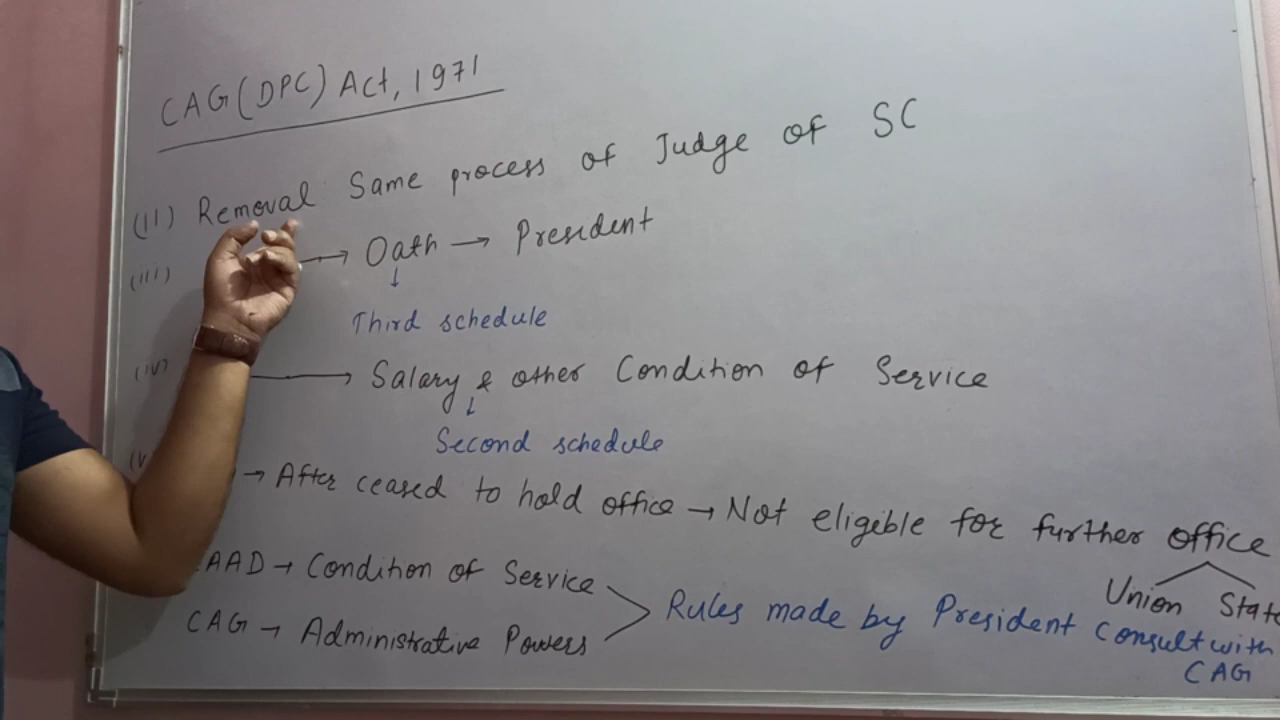 CAG (DPC) Act, 1971
(ii) Removal Same process of Judge of SC
(iii) → Oath → President
↓
Third schedule
(iv) → Salary & other Condition of Service
↓
Second schedule
(v → After ceased to hold office → Not eligible for further office
Union State
AAD → Condition of Service
CAG → Administrative Powers
Rules made by President Consult with
CAG